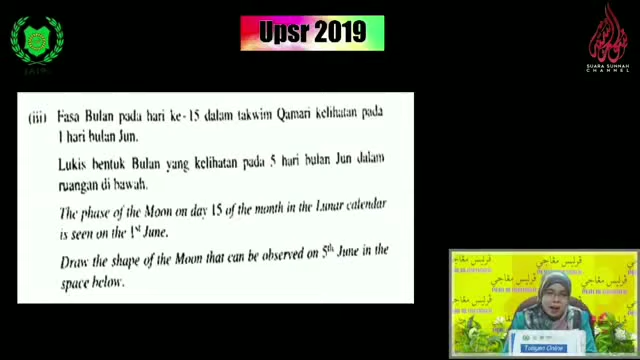 Upsr 2019
SUARA SUNNAH
CHANNEL
(iii) Fasa Bulan pada hari ke-15 dalam takwim Qamari kelihatan pada
1 hari bulan Jun.
Lukis bentuk Bulan yang kelihatan pada 5 hari bulan Jun dalam
ruangan di bawah.
The phase of the Moon on day 15 of the month in the Lunar calendar
is seen on the 1st June.
Draw the shape of the Moon that can be observed on 5th June in the
space below.